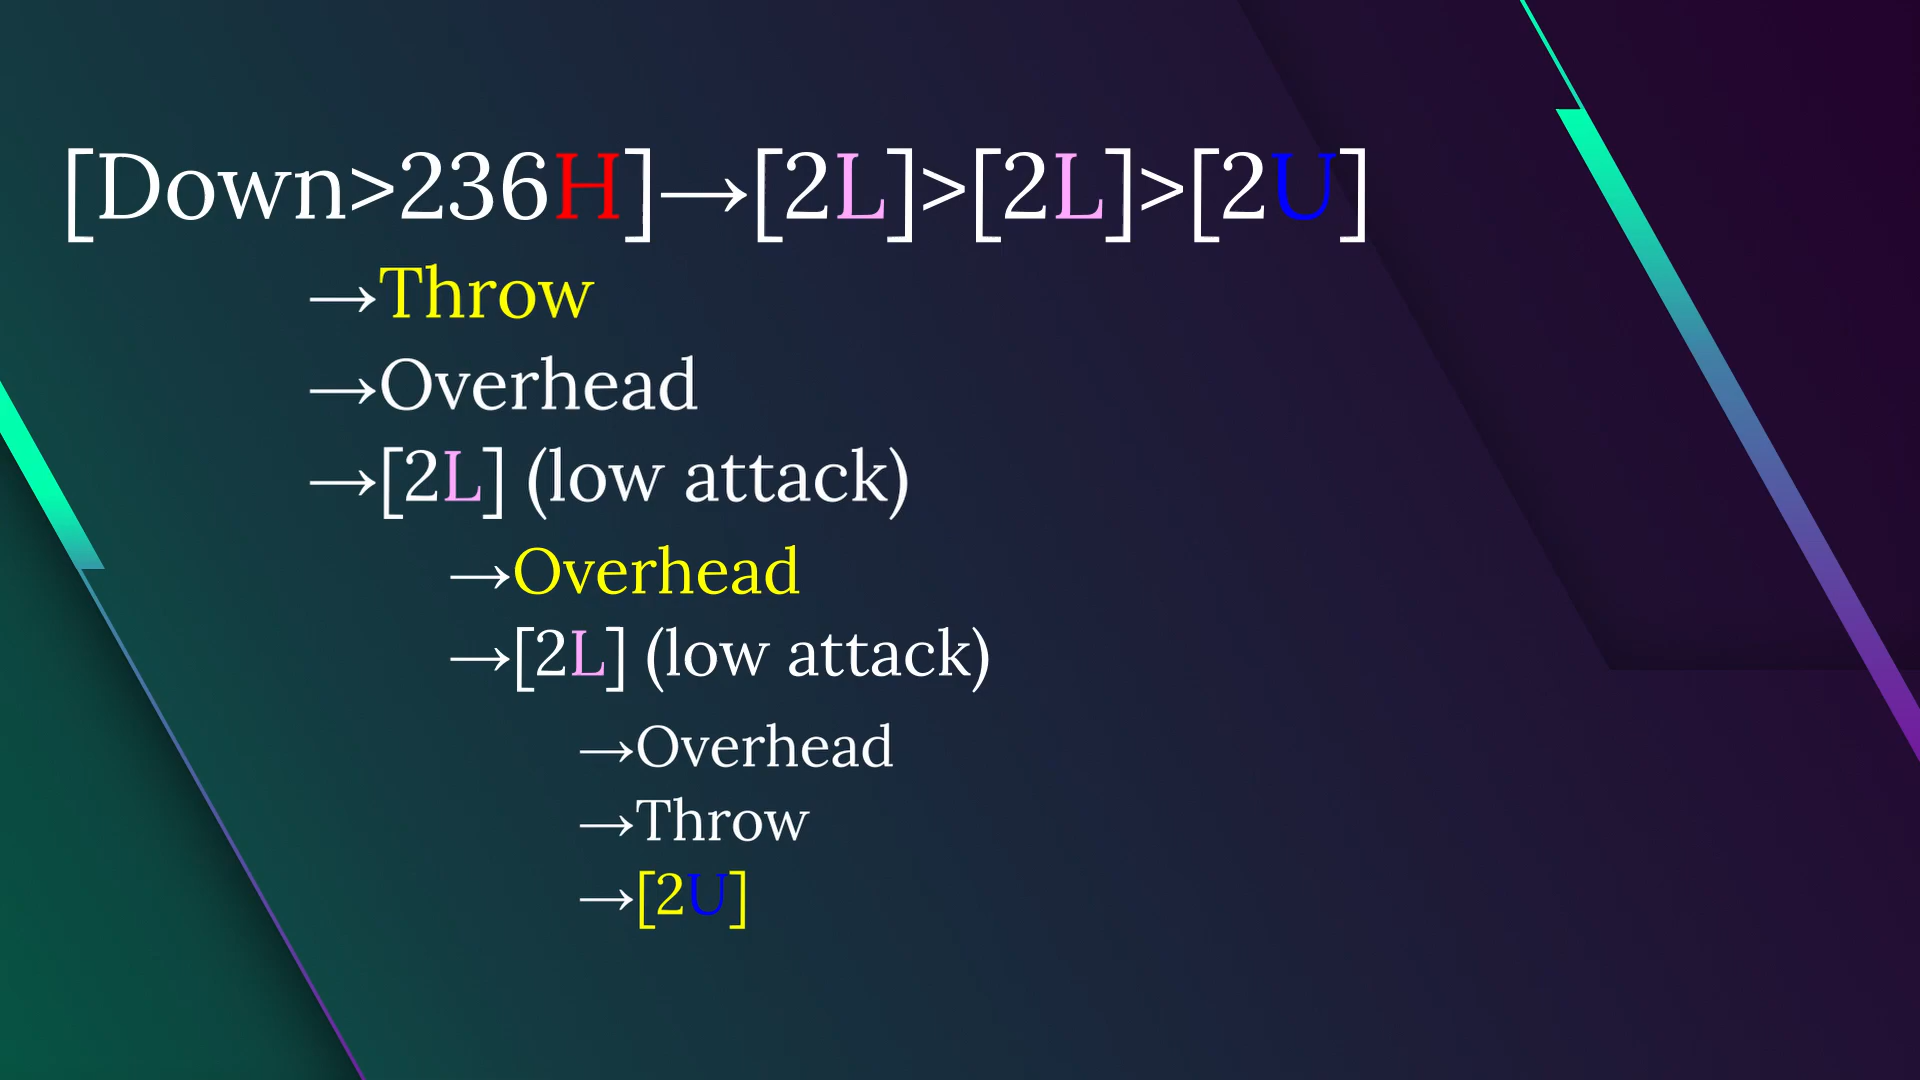 [Down>236H]→[2L]>[2L]>[2U]
→Throw
→Overhead
→[2L] (low attack)
→Overhead
→[2L] (low attack)
→Overhead
→Throw
→[2U]